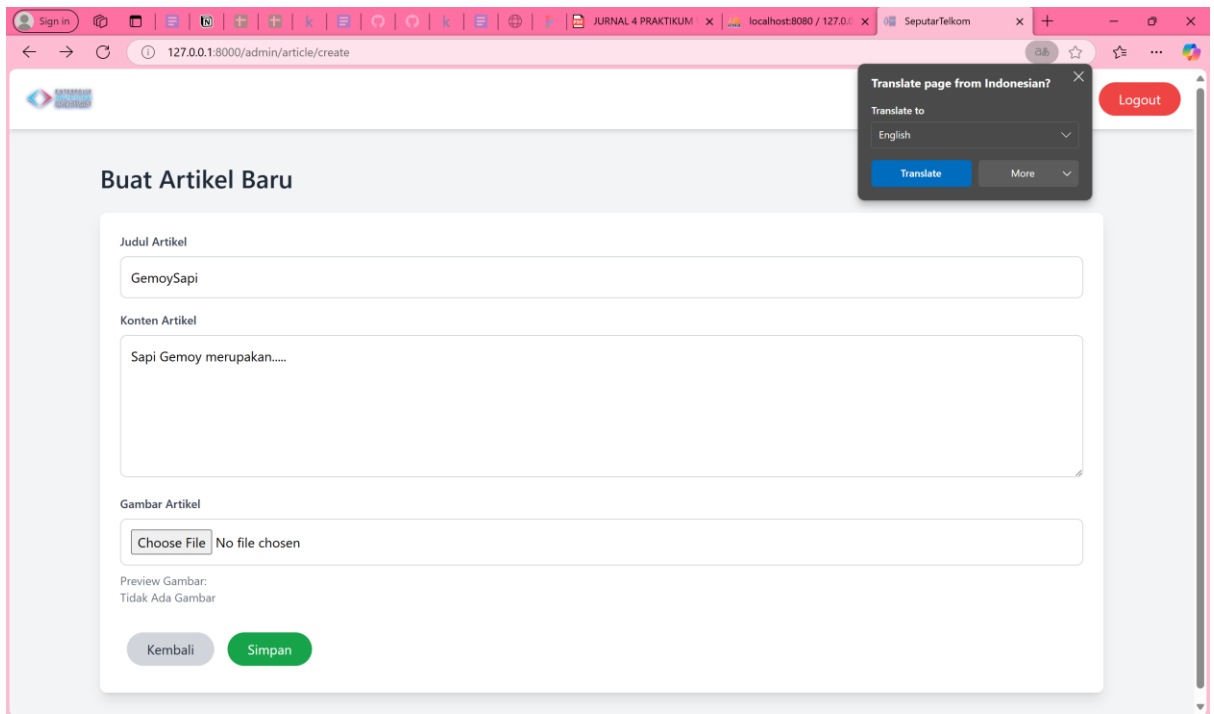 Sign in
JURNAL 4 PRAKTIKUM
localhost:8080 / 127.0.0
SeputarTelkom
127.0.0.1:8000/admin/article/create
Translate page from Indonesian?
Translate to
English
Translate
More
Logout
Buat Artikel Baru
Judul Artikel
GemoySapi
Konten Artikel
Sapi Gemoy merupakan.....
Gambar Artikel
Choose File No file chosen
Preview Gambar:
Tidak Ada Gambar
Kembali
Simpan